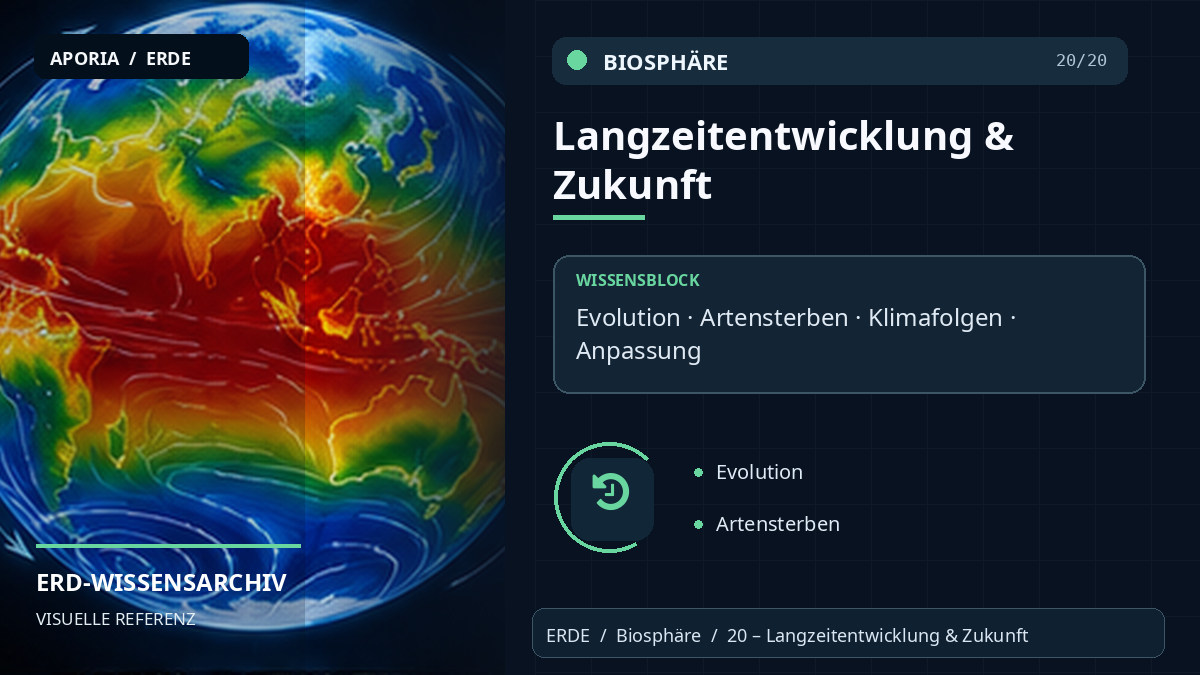 APORIA / ERDE
ERD-WISSENSARCHIV
VISUELLE REFERENZ
BIOSPHÄRE
20/20
Langzeitentwicklung &
Zukunft
WISSENSBLOCK
Evolution · Artensterben · Klimafolgen ·
Anpassung
Evolution
Artensterben
ERDE / Biosphäre / 20 – Langzeitentwicklung & Zukunft